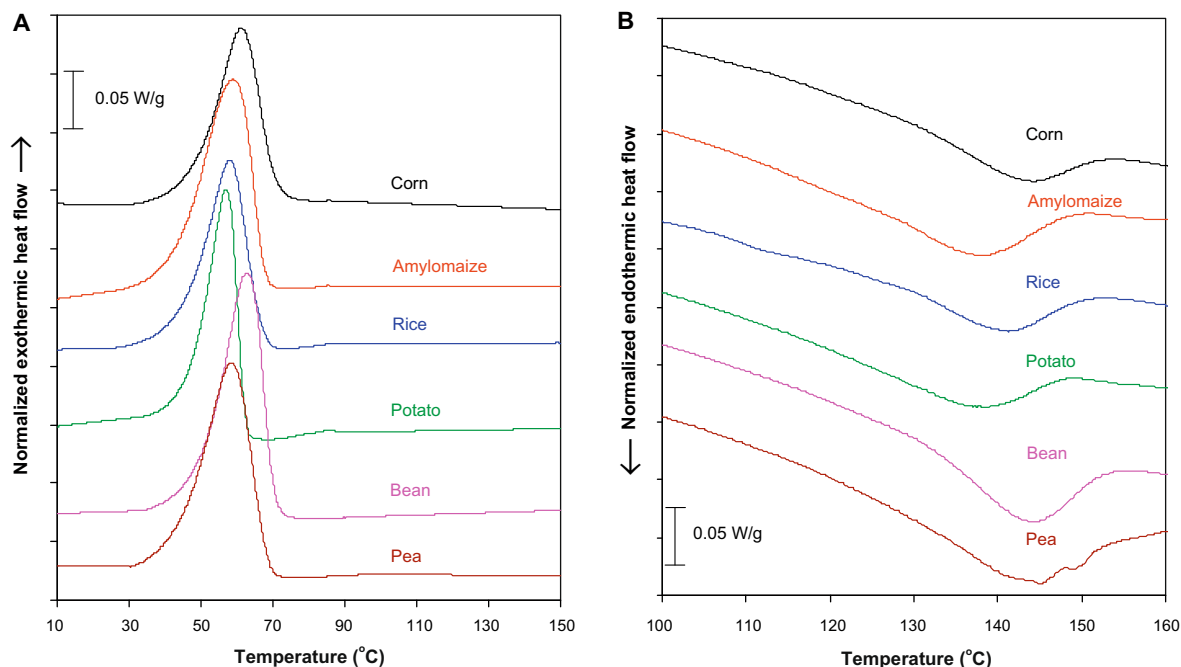 A
0.05 W/g
Normalized exothermic heat flow →
Corn
Amylomaize
Rice
Potato
Bean
Pea
10 30 50 70 90 110 130 150
Temperature (°C)
B
Normalized endothermic heat flow →
Corn
Amylomaize
Rice
Potato
Bean
Pea
0.05 W/g
100 110 120 130 140 150 160
Temperature (°C)